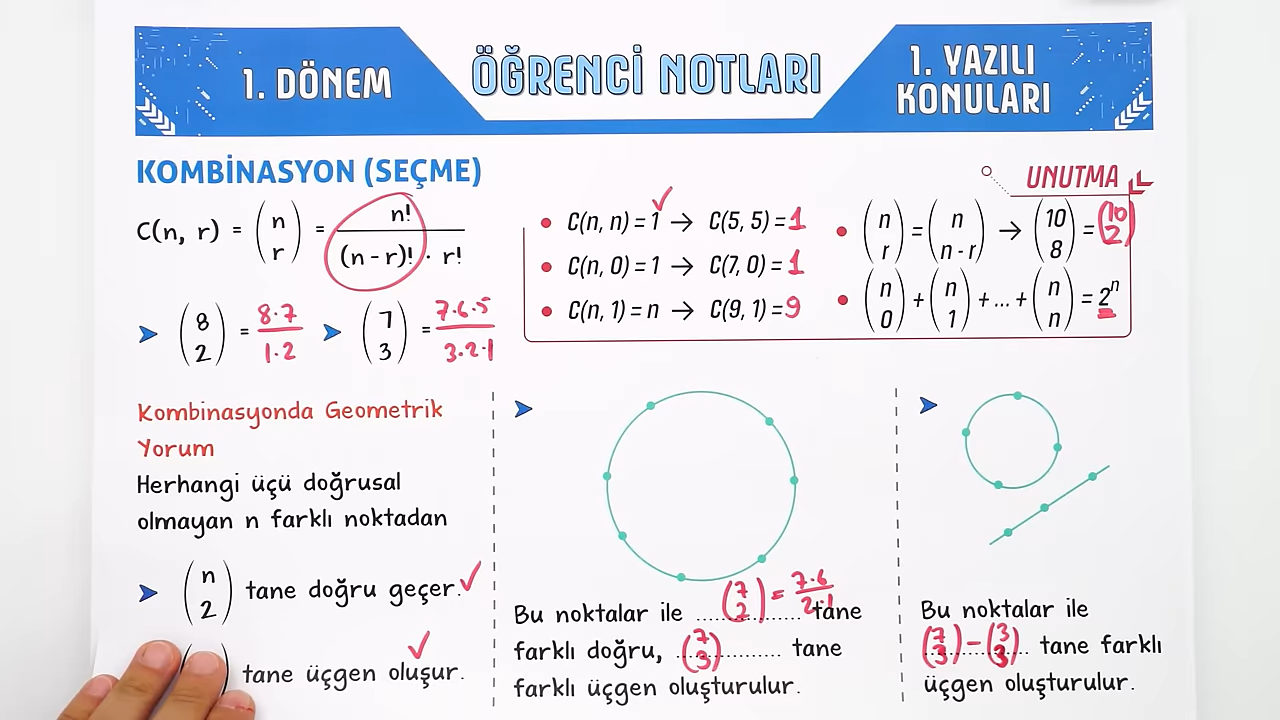 1. DÖNEM
ÖĞRENCİ NOTLARI
1. YAZILI
KONULARI
KOMBİNASYON (SEÇME)
C(n, r) = (n r) = n! / (n - r)! · r!
(8 2) = 8·7 / 1·2
(7 3) = 7·6·5 / 3·2·1
UNUTMA
• C(n, n) = 1 → C(5, 5) = 1
• C(n, 0) = 1 → C(7, 0) = 1
• C(n, 1) = n → C(9, 1) = 9
• (n r) = (n n - r) → (10 8) = (10 2)
• (n 0) + (n 1) + ... + (n n) = 2ⁿ
Kombinasyonda Geometrik
Yorum
Herhangi üçü doğrusal
olmayan n farklı noktadan
(n 2) tane doğru geçer.
tane üçgen oluşur.
Bu noktalar ile (7 2) = 7·6 / 2·1 tane
farklı doğru, (7 3) tane
farklı üçgen oluşturulur.
Bu noktalar ile
(7 3) - (3 3) tane farklı
üçgen oluşturulur.